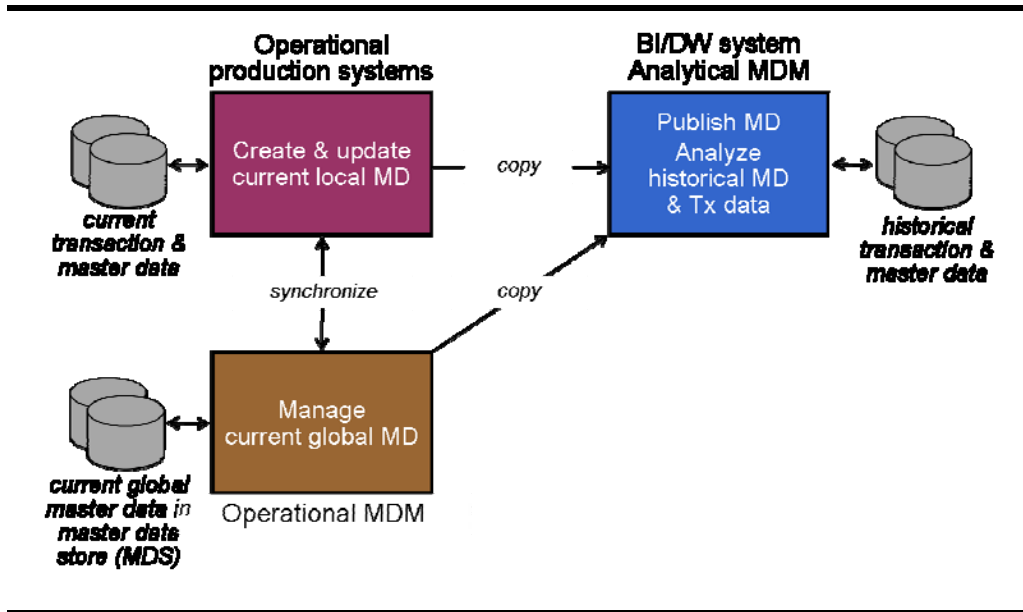 Operational
production systems
BI/DW system
Analytical MDM
Create & update
current local MD
copy
Publish MD
Analyze
historical MD
& Tx data
current
transaction &
master data
historical
transaction &
master data
synchronize
copy
Manage
current global MD
current global
master data in
master data
store (MDS)
Operational MDM